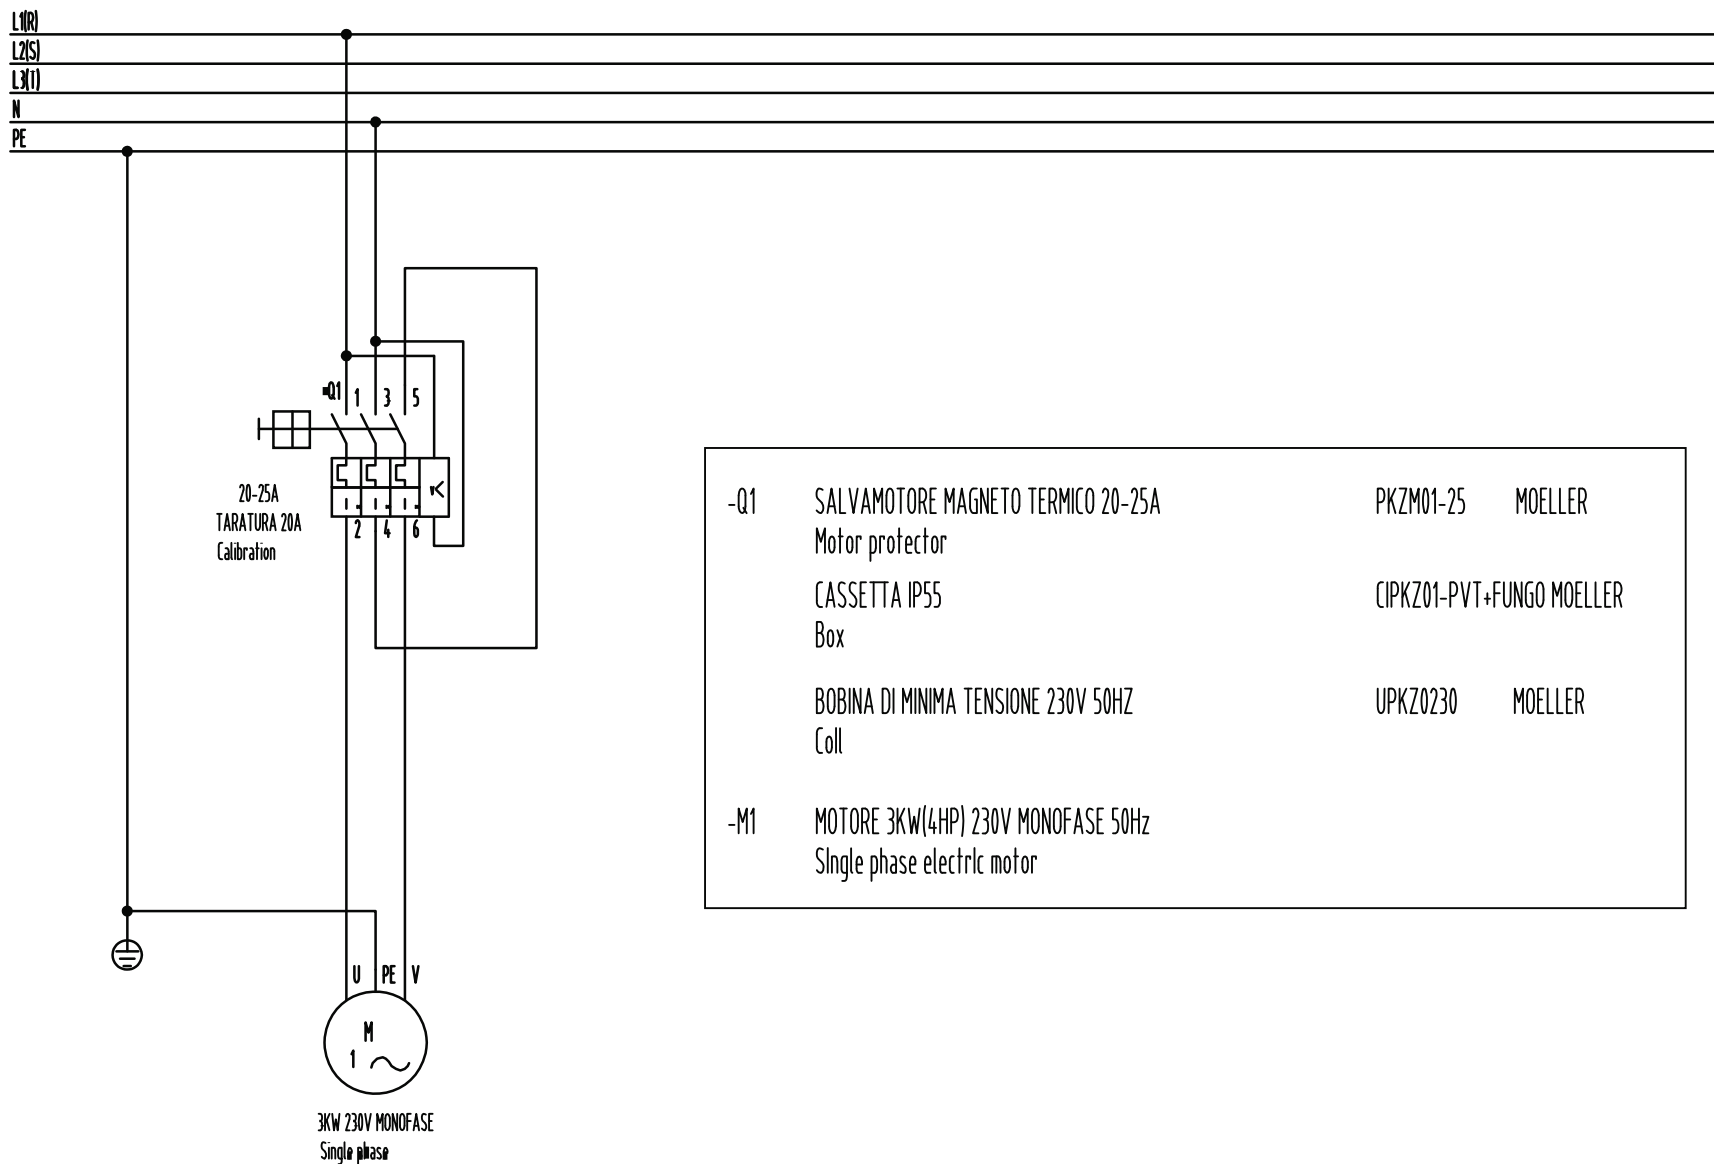 L1(R)
L2(S)
L3(T)
N
PE
-Q1 1 3 5
20-25A
TARATURA 20A
Calibration
2 4 6
U<
-Q1 SALVAMOTORE MAGNETO TERMICO 20-25A PKZM01-25 MOELLER
Motor protector
CASSETTA IP55 CIPKZ01-PVT+FUNGO MOELLER
Box
BOBINA DI MINIMA TENSIONE 230V 50HZ UPKZ0230 MOELLER
Coll
-M1 MOTORE 3KW(4HP) 230V MONOFASE 50Hz
SIngle phase electrIc motor
U PE V
M
1
3KW 230V MONOFASE
Single phase